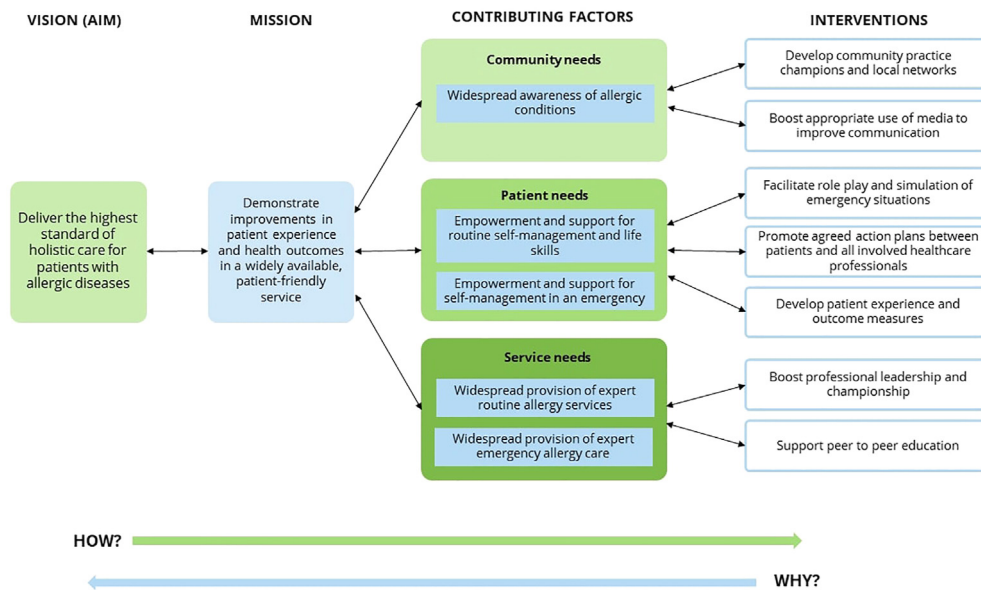 VISION (AIM)
MISSION
CONTRIBUTING FACTORS
INTERVENTIONS
Deliver the highest
standard of
holistic care for
patients with
allergic diseases
Demonstrate
improvements in
patient experience
and health outcomes
in a widely available,
patient-friendly
service
Community needs
Widespread awareness of allergic
conditions
Patient needs
Empowerment and support for
routine self-management and life
skills
Empowerment and support for
self-management in an emergency
Service needs
Widespread provision of expert
routine allergy services
Widespread provision of expert
emergency allergy care
Develop community practice
champions and local networks
Boost appropriate use of media to
improve communication
Facilitate role play and simulation of
emergency situations
Promote agreed action plans between
patients and all involved healthcare
professionals
Develop patient experience and
outcome measures
Boost professional leadership and
championship
Support peer to peer education
HOW?
WHY?